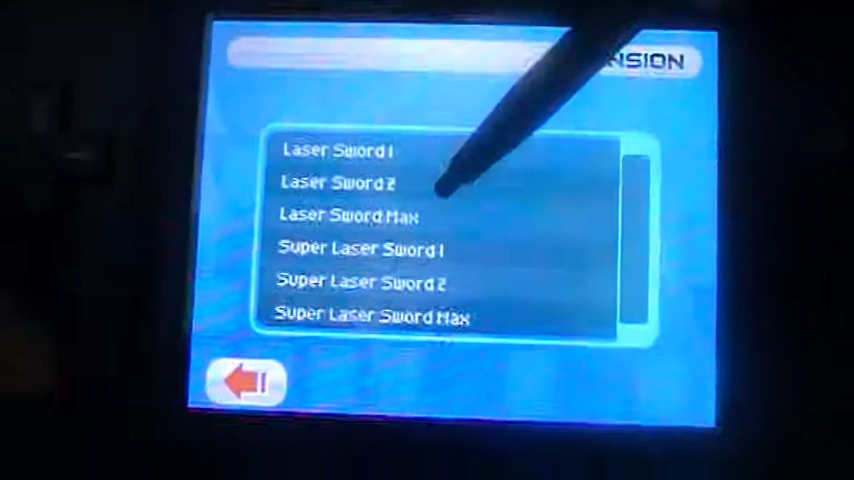 NSION
Laser Sword 1
Laser Sword 2
Laser Sword Max
Super Laser Sword 1
Super Laser Sword 2
Super Laser Sword Max